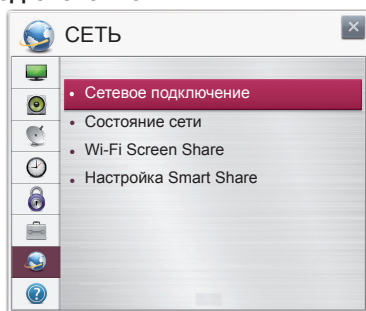 СЕТЬ
• Сетевое подключение
• Состояние сети
• Wi-Fi Screen Share
• Настройка Smart Share